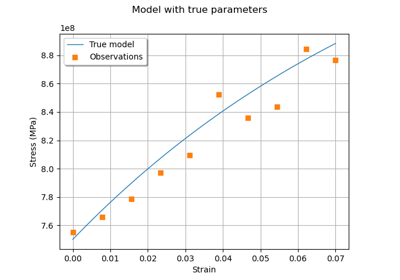 Model with true parameters
1e8
True model
Observations
8.8
8.6
8.4
8.2
8.0
7.8
7.6
Stress (MPa)
0.00 0.01 0.02 0.03 0.04 0.05 0.06 0.07
Strain